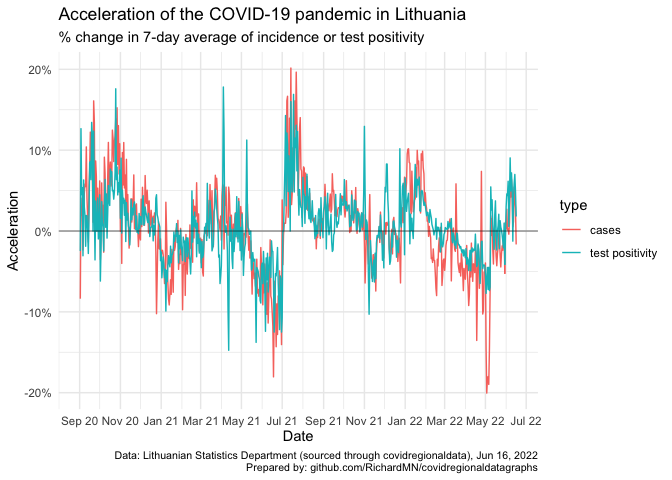 Acceleration of the COVID-19 pandemic in Lithuania
% change in 7-day average of incidence or test positivity
20%
10%
0%
-10%
-20%
Acceleration
Sep 20 Nov 20 Jan 21 Mar 21 May 21 Jul 21 Sep 21 Nov 21 Jan 22 Mar 22 May 22 Jul 22
Date
type
cases
test positivity
Data: Lithuanian Statistics Department (sourced through covidregionaldata), Jun 16, 2022
Prepared by: github.com/RichardMN/covidregionaldatagraphs